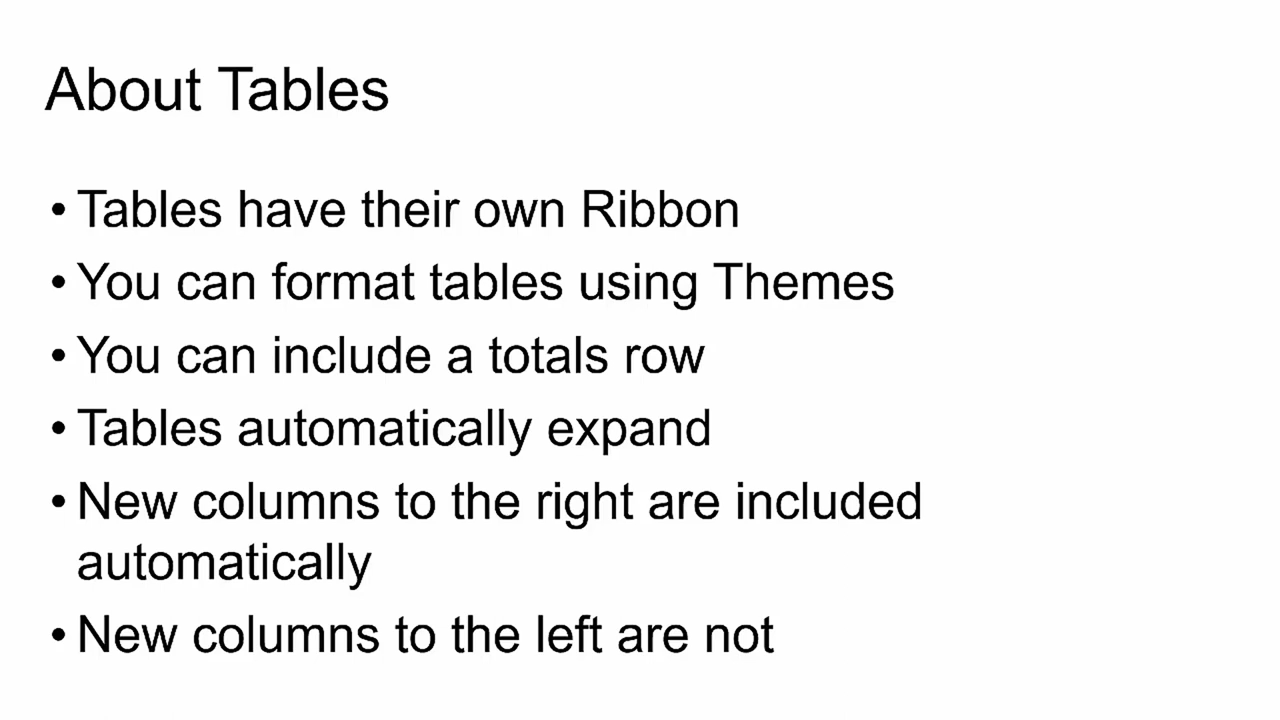 About Tables
• Tables have their own Ribbon
• You can format tables using Themes
• You can include a totals row
• Tables automatically expand
• New columns to the right are included
automatically
• New columns to the left are not